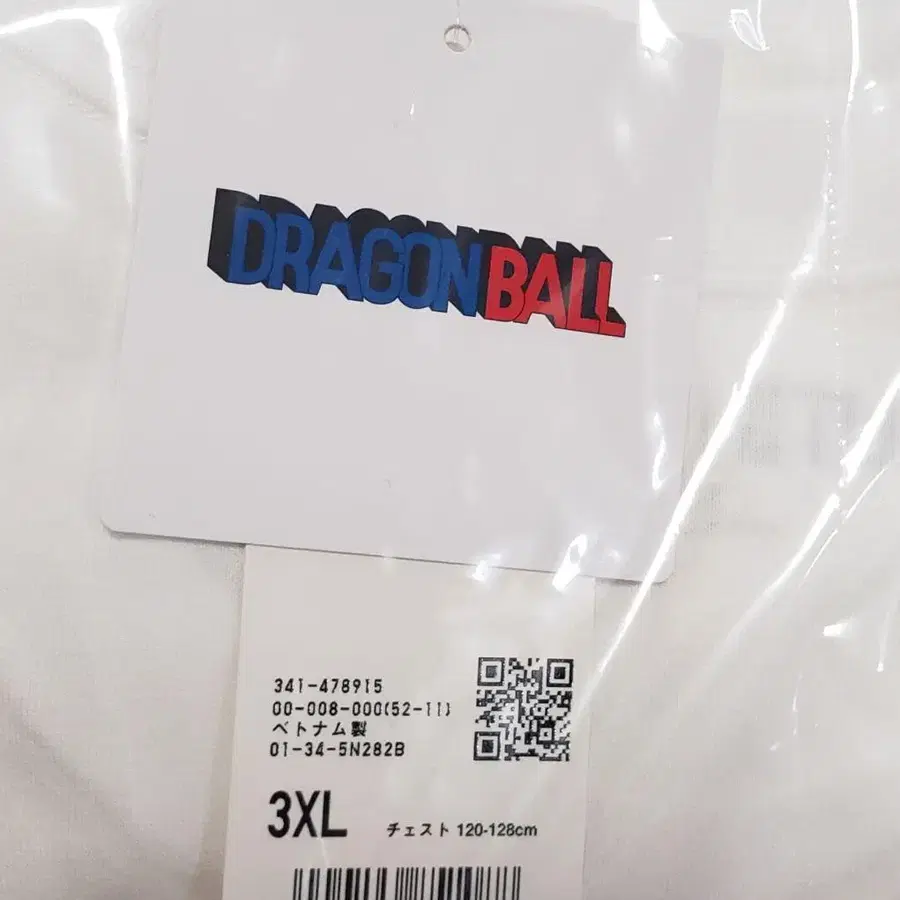 DRAGON BALL
341-478915
00-008-000(52-11)
ベトナム製
01-34-5N282B
3XL チェスト 120-128cm